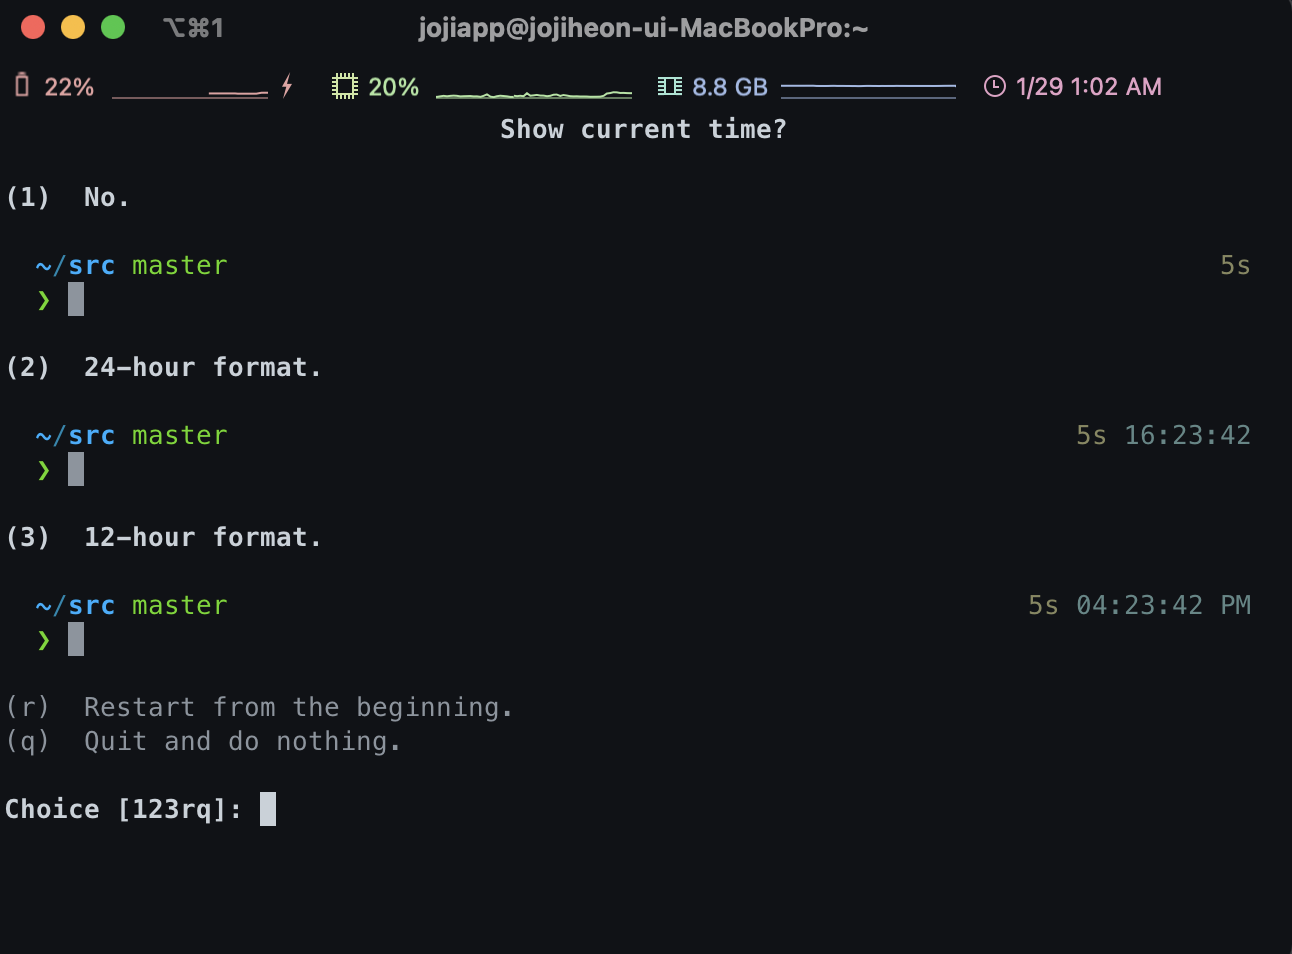 ⌥⌘1 jojiapp@jojiheon-ui-MacBookPro:~
22% 20% 8.8 GB 1/29 1:02 AM
Show current time?
(1) No.
~/src master 5s
❯
(2) 24-hour format.
~/src master 5s 16:23:42
❯
(3) 12-hour format.
~/src master 5s 04:23:42 PM
❯
(r) Restart from the beginning.
(q) Quit and do nothing.
Choice [123rq]: